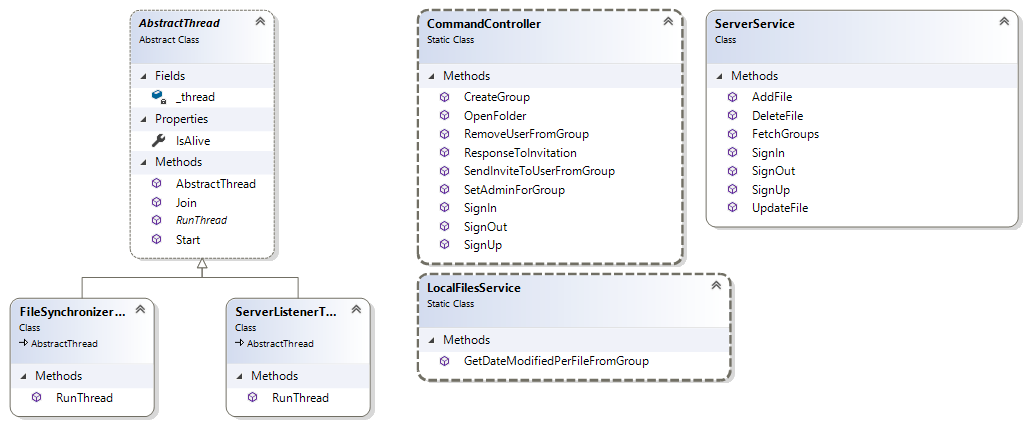 AbstractThread
Abstract Class
Fields
_thread
Properties
IsAlive
Methods
AbstractThread
Join
RunThread
Start
FileSynchronizer...
Class
AbstractThread
Methods
RunThread
ServerListenerT...
Class
AbstractThread
Methods
RunThread
CommandController
Static Class
Methods
CreateGroup
OpenFolder
RemoveUserFromGroup
ResponseToInvitation
SendInviteToUserFromGroup
SetAdminForGroup
SignIn
SignOut
SignUp
LocalFilesService
Static Class
Methods
GetDateModifiedPerFileFromGroup
ServerService
Class
Methods
AddFile
DeleteFile
FetchGroups
SignIn
SignOut
SignUp
UpdateFile